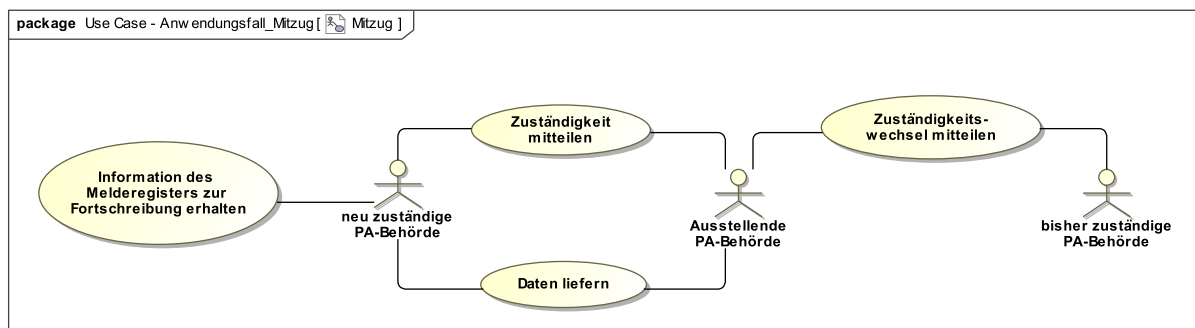 package Use Case - Anwendungsfall_Mitzug [ Mitzug ]
Information des
Melderegisters zur
Fortschreibung erhalten
neu zuständige
PA-Behörde
Zuständigkeit
mitteilen
Daten liefern
Ausstellende
PA-Behörde
Zuständigkeits-
wechsel mitteilen
bisher zuständige
PA-Behörde